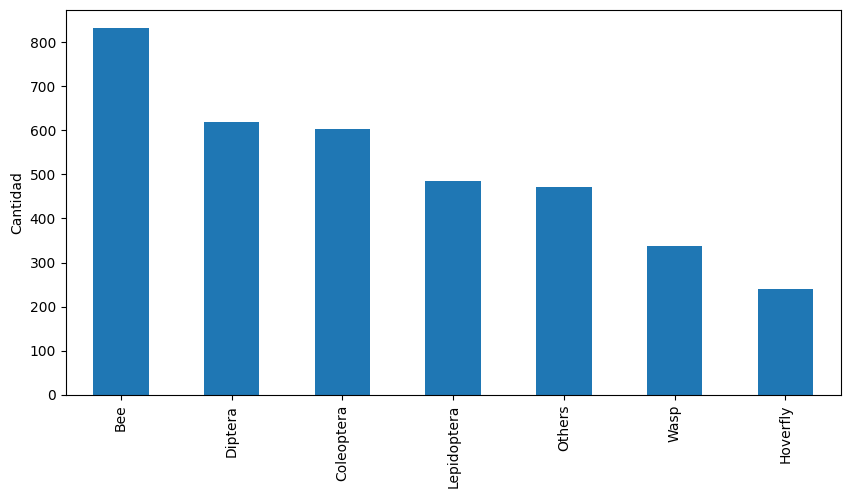 Cantidad
800
700
600
500
400
300
200
100
0
Bee
Diptera
Coleoptera
Lepidoptera
Others
Wasp
Hoverfly